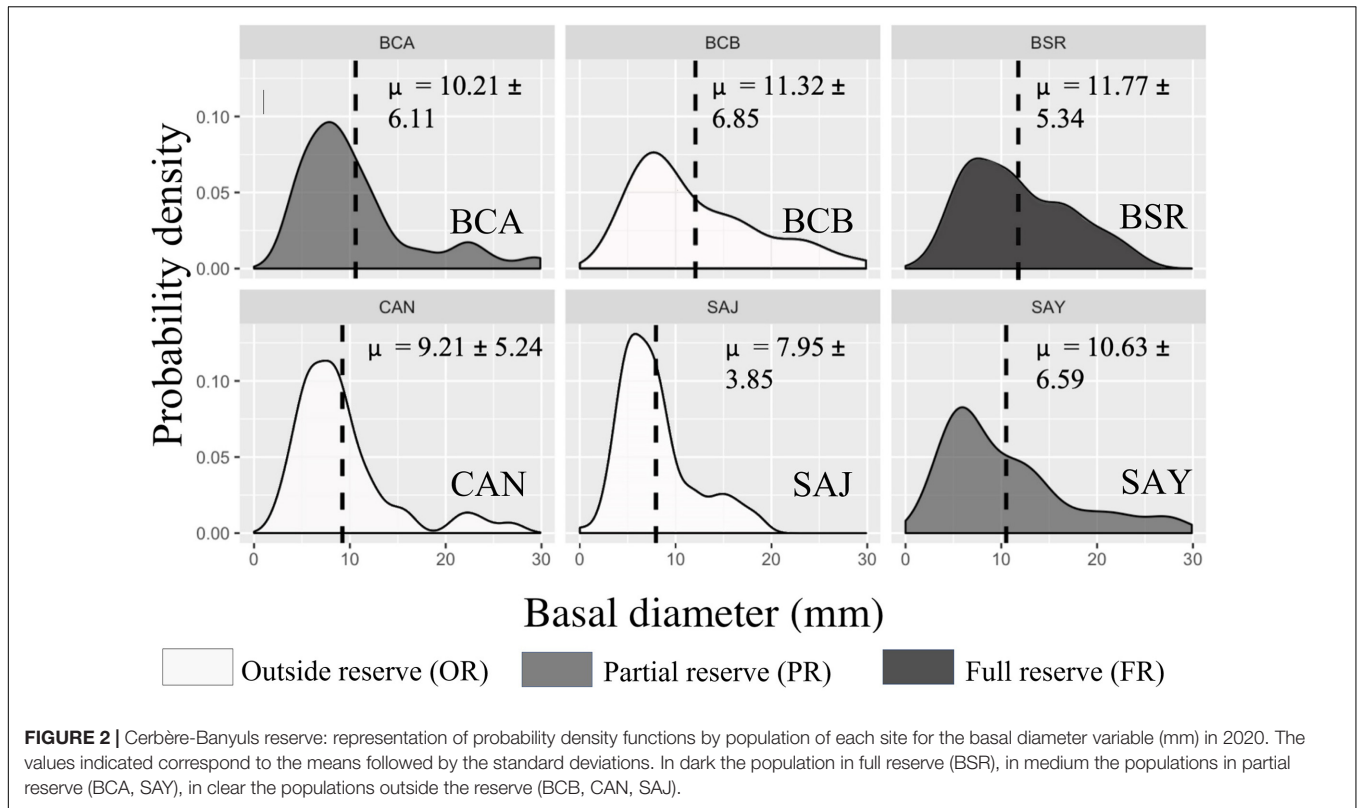 BCA
BCB
BSR
μ = 10.21 ±
6.11
μ = 11.32 ±
6.85
μ = 11.77 ±
5.34
0.10
0.05
0.00
BCA
BCB
BSR
Probability density
CAN
SAJ
SAY
μ = 9.21 ± 5.24
μ = 7.95 ±
3.85
μ = 10.63 ±
6.59
0.10
0.05
0.00
CAN
SAJ
SAY
0 10 20 30
0 10 20 30
0 10 20 30
Basal diameter (mm)
Outside reserve (OR)
Partial reserve (PR)
Full reserve (FR)
FIGURE 2 | Cerbère-Banyuls reserve: representation of probability density functions by population of each site for the basal diameter variable (mm) in 2020. The
values indicated correspond to the means followed by the standard deviations. In dark the population in full reserve (BSR), in medium the populations in partial
reserve (BCA, SAY), in clear the populations outside the reserve (BCB, CAN, SAJ).